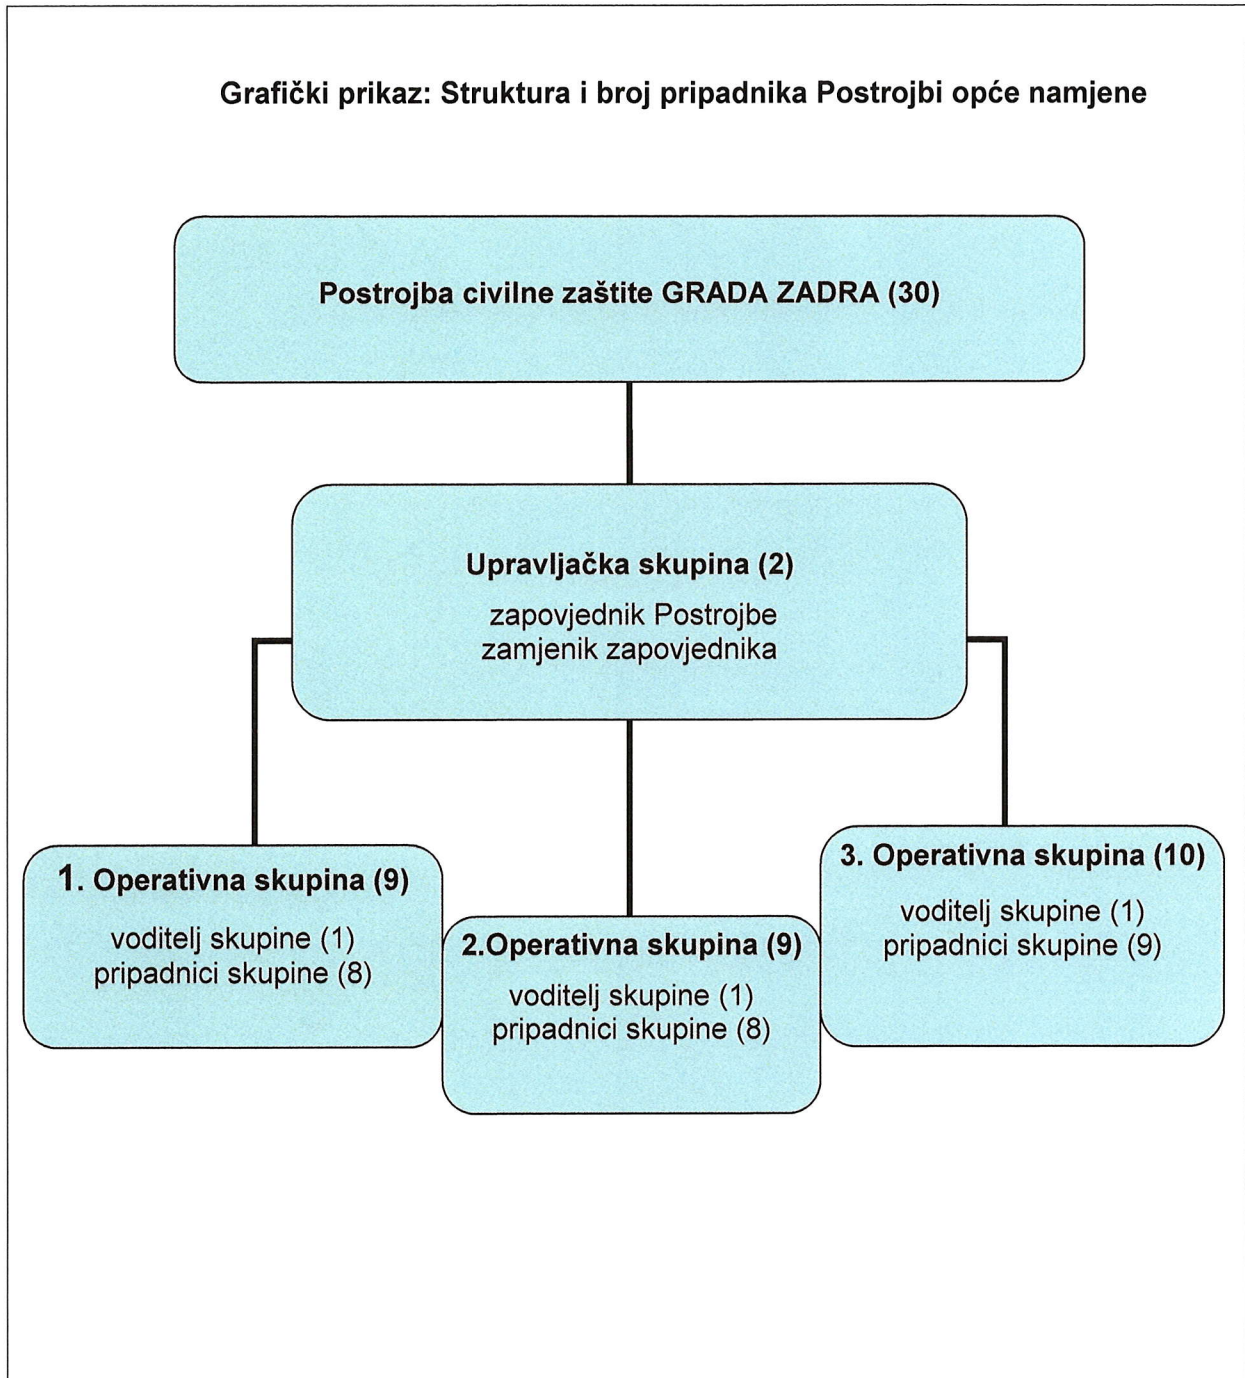 Grafički prikaz: Struktura i broj pripadnika Postrojbi opće namjene
Postrojba civilne zaštite GRADA ZADRA (30)
Upravljačka skupina (2)
zapovjednik Postrojbe
zamjenik zapovjednika
1. Operativna skupina (9)
voditelj skupine (1)
pripadnici skupine (8)
2.Operativna skupina (9)
voditelj skupine (1)
pripadnici skupine (8)
3. Operativna skupina (10)
voditelj skupine (1)
pripadnici skupine (9)